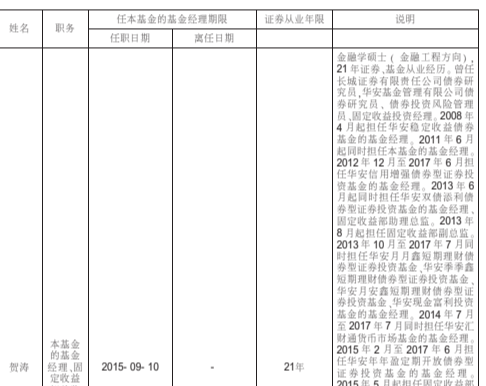 姓名
职务
任本基金的基金经理期限
任职日期
离任日期
证券从业年限
说明
贺涛
本基金
的基金
经理,固
定收益
2015- 09- 10
-
21年
金融学硕士 ( 金融工程方向) ,
21 年证券、基金从业经历。曾任
长城证券有限责任公司债券研
究员,华安基金管理有限公司债
券研究员、债券投资风险管理
员,固定收益投资经理。2008 年
4 月起担任华安稳定收益债券
基金的基金经理。2011 年 6 月
起同时担任本基金的基金经理。
2012 年 12 月至 2017 年 6 月担
任华安信用增强债券型证券投
资基金的基金经理。2013 年 6
月起同时担任华安双债添利债
券型证券投资基金的基金经理、
固定收益部助理总监。2013 年
8 月起担任固定收益部副总监。
2013 年 10 月至 2017 年 7 月同
时担任华安月月鑫短期理财债
券型证券投资基金,华安季季鑫
短期理财债券型证券投资基金、
华安月安鑫短期理财债券型证
券投资基金,华安现金富利投资
基金的基金经理。2014 年 7 月
至 2017 年 7 月同时担任华安汇
财通货币市场基金的基金经理。
2015 年 2 月至 2017 年 6 月担
任华安年年盈定期开放债券型
证券投资基金的基金经理。
2015 年 5 月起担任固定收益部